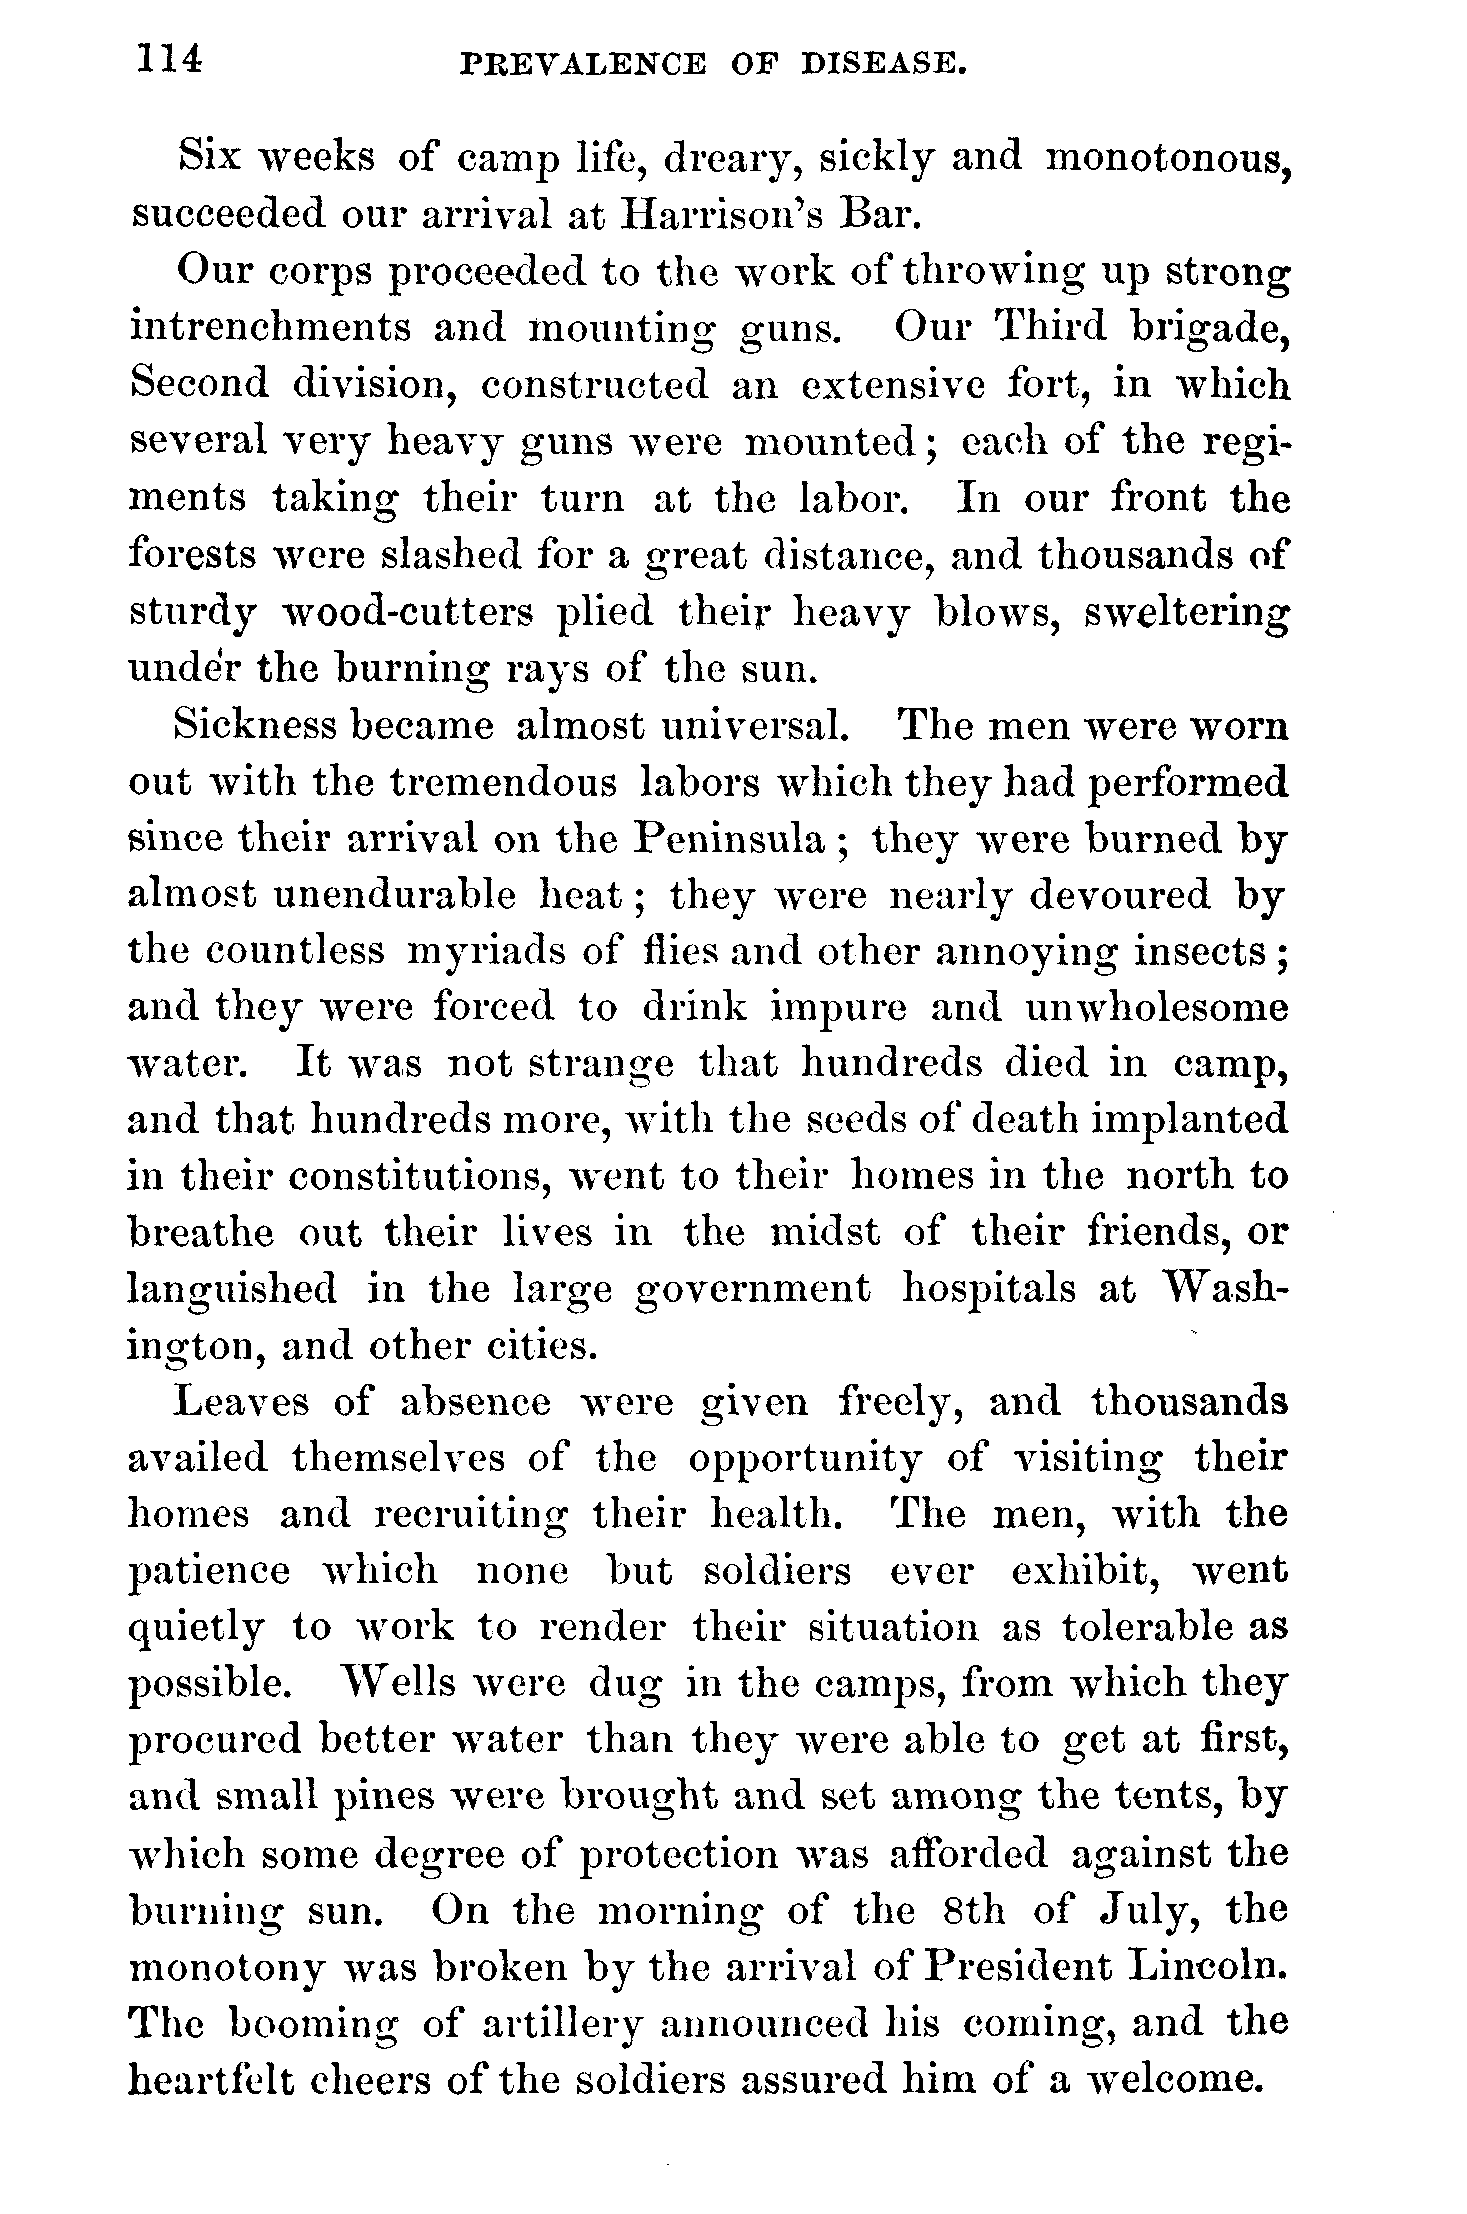 114 PREVALENCE OF DISEASE.
Six weeks of camp life, dreary, sickly and monotonous,
succeeded our arrival at Harrison's Bar.
Our corps proceeded to the work of throwing up strong
intrenchments and mounting guns. Our Third brigade,
Second division, constructed an extensive fort, in which
several very heavy guns were mounted; each of the regi-
ments taking their turn at the labor. In our front the
forests were slashed for a great distance, and thousands of
sturdy wood-cutters plied their heavy blows, sweltering
under the burning rays of the sun.
Sickness became almost universal. The men were worn
out with the tremendous labors which they had performed
since their arrival on the Peninsula; they were burned by
almost unendurable heat; they were nearly devoured by
the countless myriads of flies and other annoying insects;
and they were forced to drink impure and unwholesome
water. It was not strange that hundreds died in camp,
and that hundreds more, with the seeds of death implanted
in their constitutions, went to their homes in the north to
breathe out their lives in the midst of their friends, or
languished in the large government hospitals at Wash-
ington, and other cities.
Leaves of absence were given freely, and thousands
availed themselves of the opportunity of visiting their
homes and recruiting their health. The men, with the
patience which none but soldiers ever exhibit, went
quietly to work to render their situation as tolerable as
possible. Wells were dug in the camps, from which they
procured better water than they were able to get at first,
and small pines were brought and set among the tents, by
which some degree of protection was afforded against the
burning sun. On the morning of the 8th of July, the
monotony was broken by the arrival of President Lincoln.
The booming of artillery announced his coming, and the
heartfelt cheers of the soldiers assured him of a welcome.